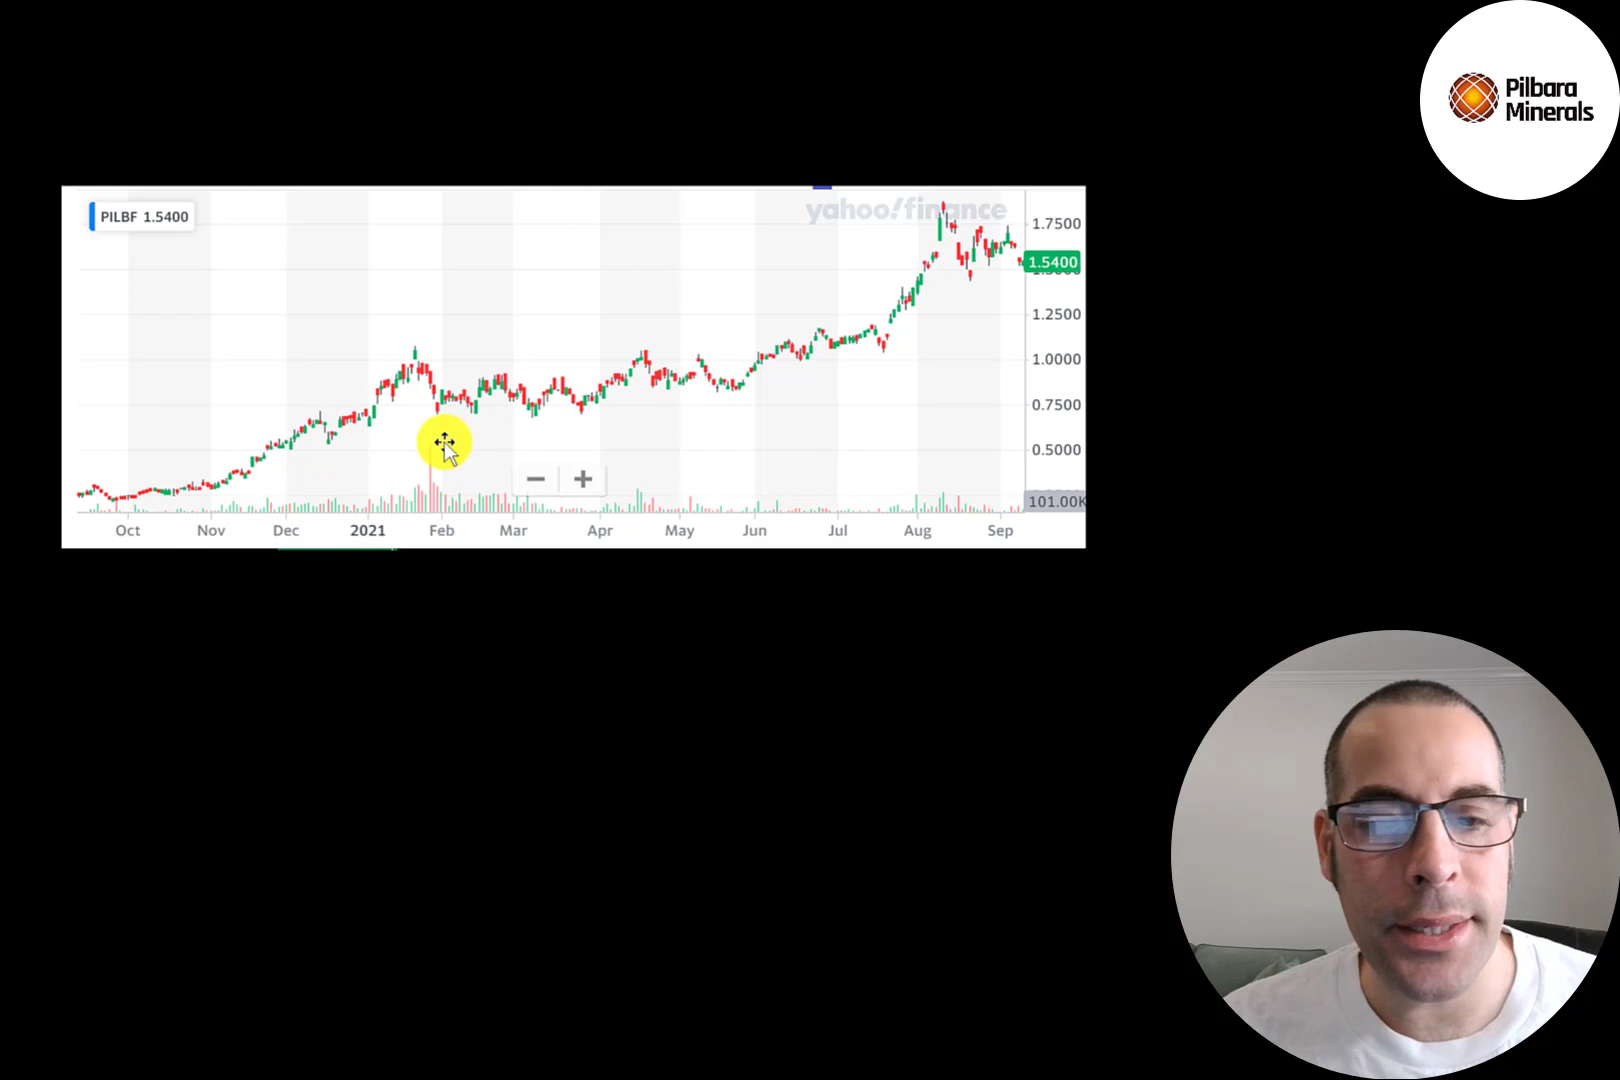 Pilbara
Minerals
PILBF 1.5400
yahoo!finance
1.7500
1.5400
1.2500
1.0000
0.7500
0.5000
101.00K
Oct Nov Dec 2021 Feb Mar Apr May Jun Jul Aug Sep